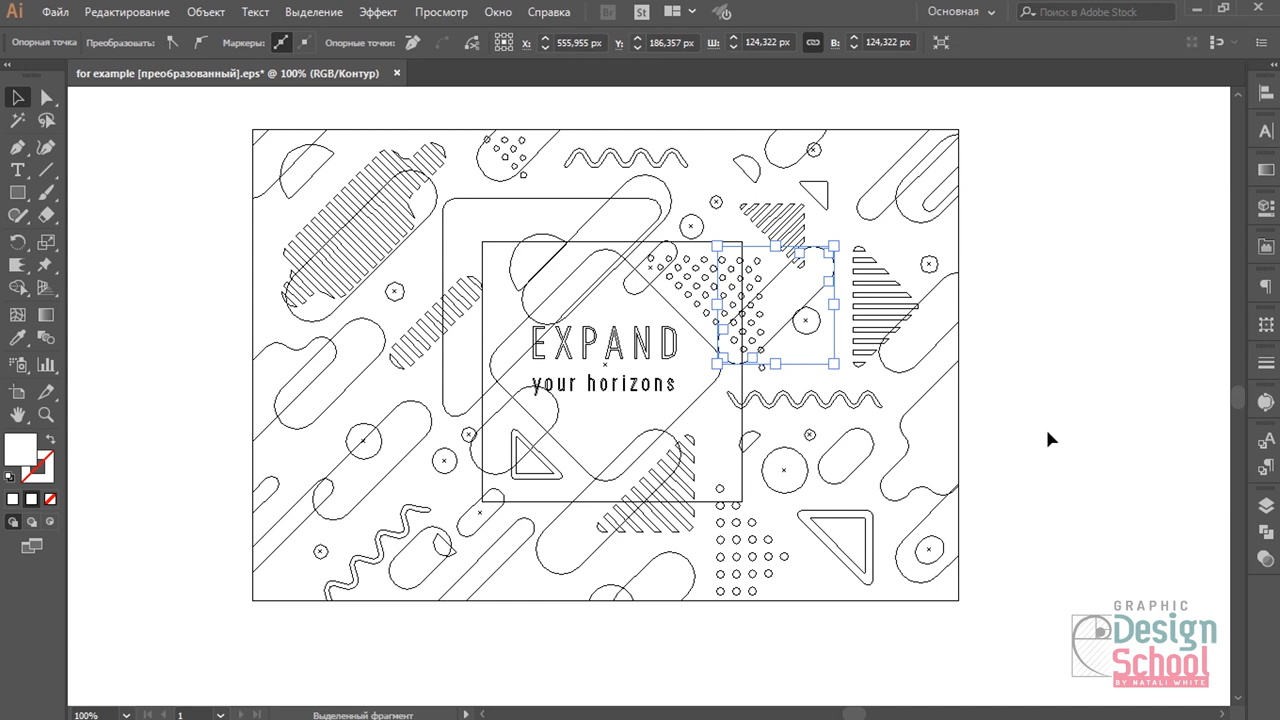 Ai Файл Редактирование Объект Текст Выделение Эффект Просмотр Окно Справка Br St Основная Поиск в Adobe Stock
Опорная точка Преобразовать: Маркеры: Опорные точки: X: 555,955 px Y: 186,357 px Ш: 124,322 px В: 124,322 px
for example [преобразованный].eps* @ 100% (RGB/Контур) ×
EXPAND
your horizons
GRAPHIC
Design
School
BY NATALI WHITE
100% 1 Выделенный фрагмент